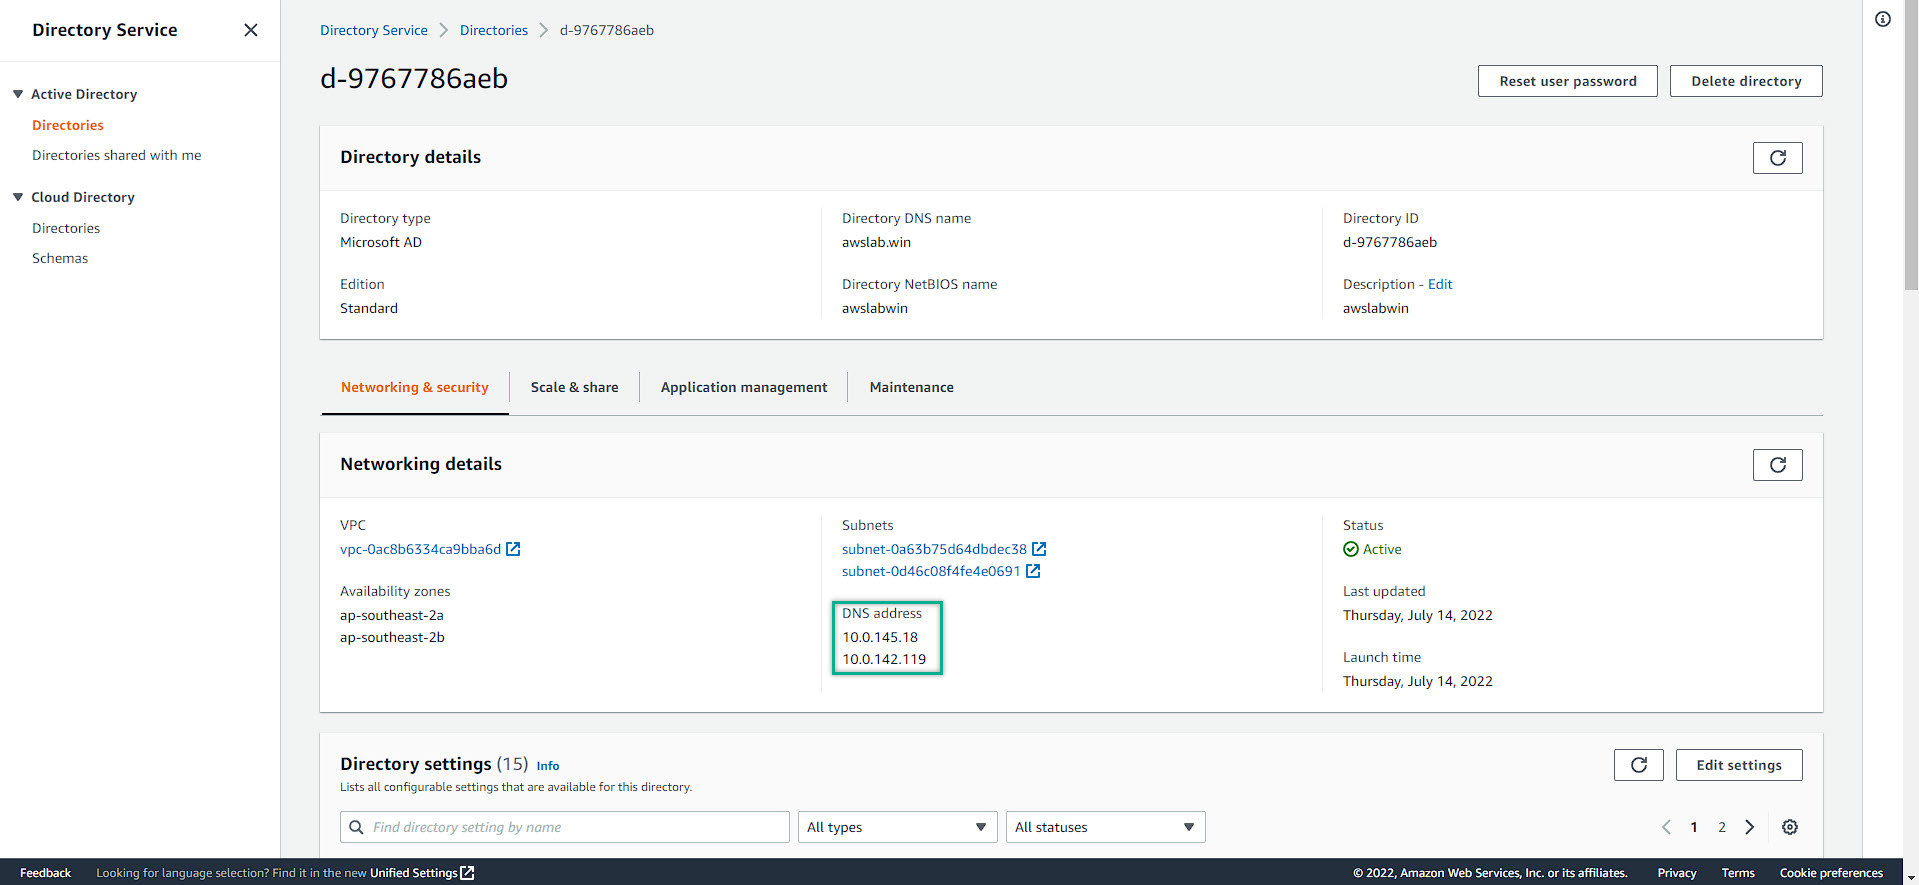 Directory Service
Active Directory
Directories
Directories shared with me
Cloud Directory
Directories
Schemas
Directory Service > Directories > d-9767786aeb
d-9767786aeb
Reset user password
Delete directory
Directory details
Directory type
Microsoft AD
Edition
Standard
Directory DNS name
awslab.win
Directory NetBIOS name
awslabwin
Directory ID
d-9767786aeb
Description - Edit
awslabwin
Networking & security
Scale & share
Application management
Maintenance
Networking details
VPC
vpc-0ac8b6334ca9bba6d
Availability zones
ap-southeast-2a
ap-southeast-2b
Subnets
subnet-0a63b75d64dbdec38
subnet-0d46c08f4fe4e0691
DNS address
10.0.145.18
10.0.142.119
Status
Active
Last updated
Thursday, July 14, 2022
Launch time
Thursday, July 14, 2022
Directory settings (15) Info
Lists all configurable settings that are available for this directory.
Edit settings
Find directory setting by name
All types
All statuses
1 2
Feedback
Looking for language selection? Find it in the new Unified Settings
© 2022, Amazon Web Services, Inc. or its affiliates.
Privacy
Terms
Cookie preferences